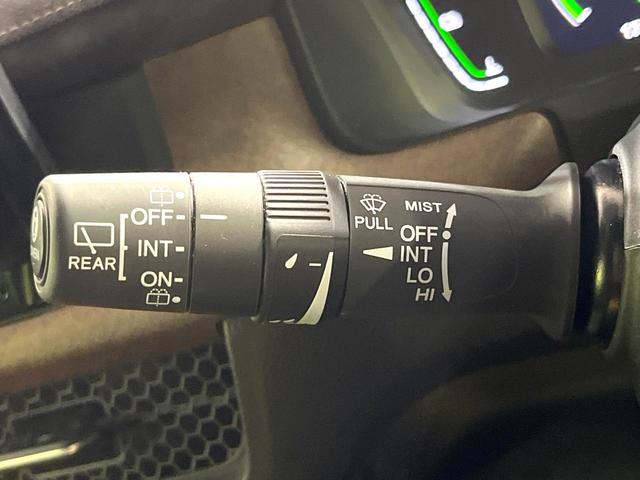 REAR
OFF
INT
ON
PULL
MIST
OFF
INT
LO
HI